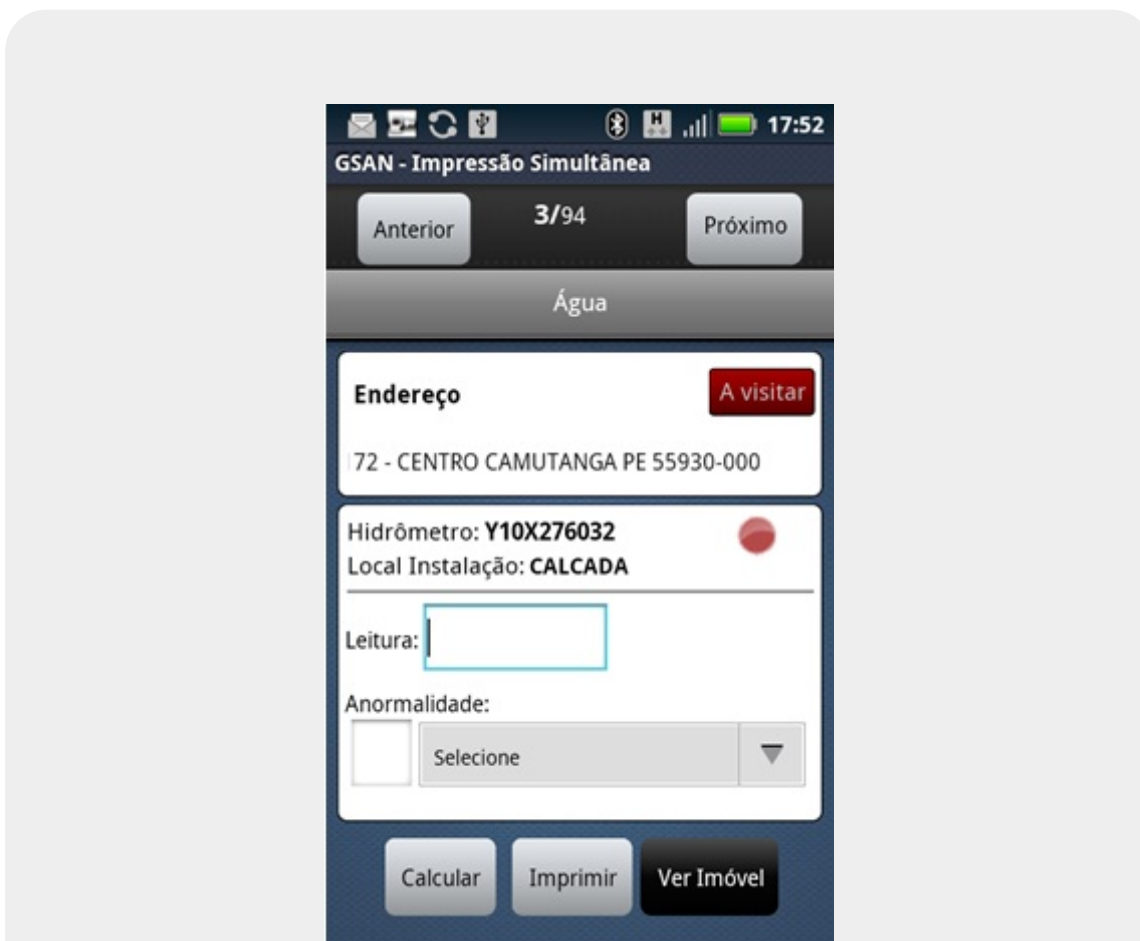 17:52
GSAN - Impressão Simultânea
Anterior 3/94 Próximo
Água
Endereço A visitar
72 - CENTRO CAMUTANGA PE 55930-000
Hidrômetro: Y10X276032
Local Instalação: CALCADA
Leitura:
Anormalidade:
Selecione
Calcular Imprimir Ver Imóvel